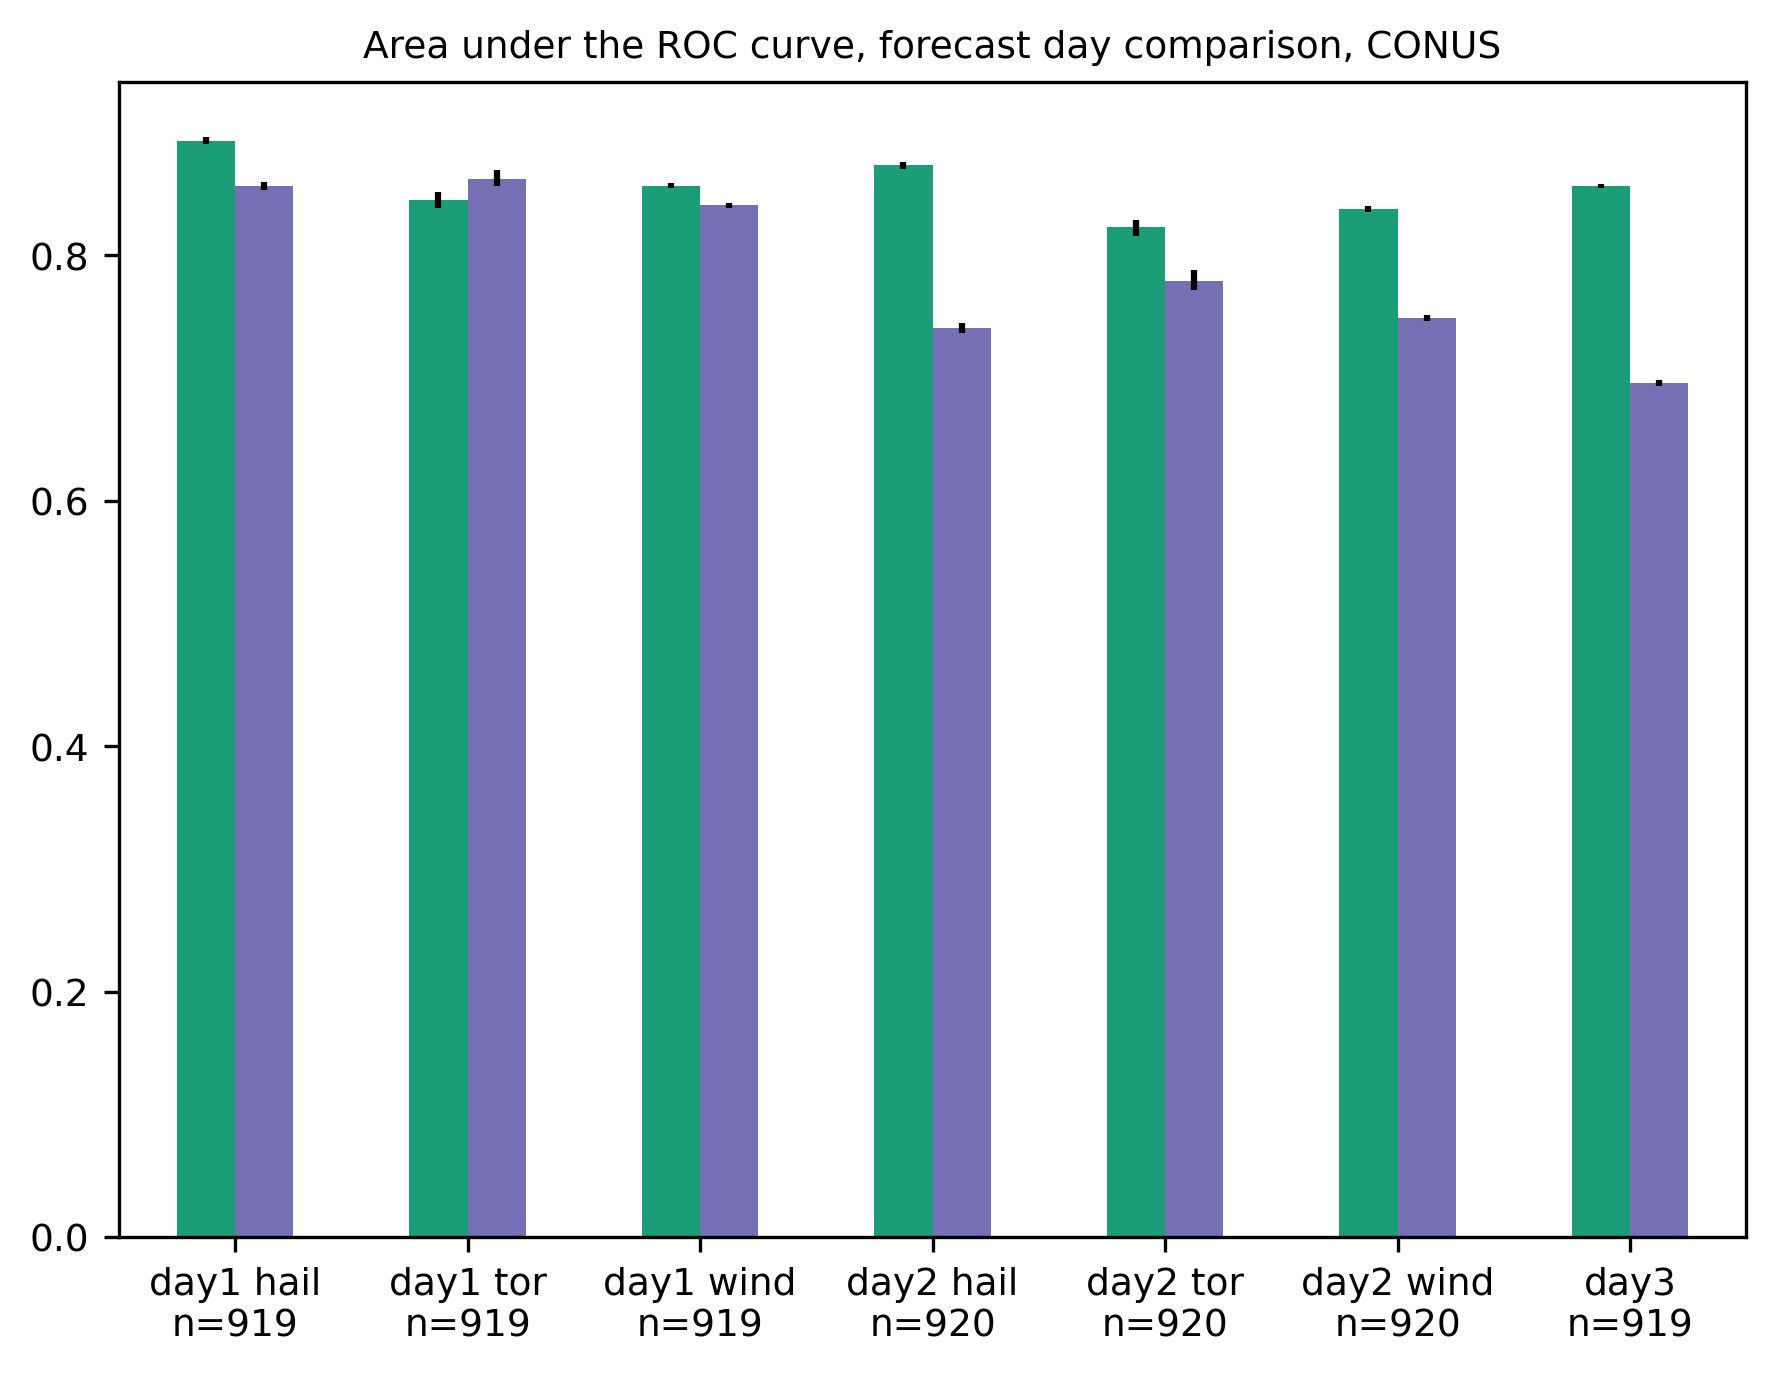 Area under the ROC curve, forecast day comparison, CONUS
0.8
0.6
0.4
0.2
0.0
day1 hail day1 tor day1 wind day2 hail day2 tor day2 wind day3
n=919 n=919 n=919 n=920 n=920 n=920 n=919